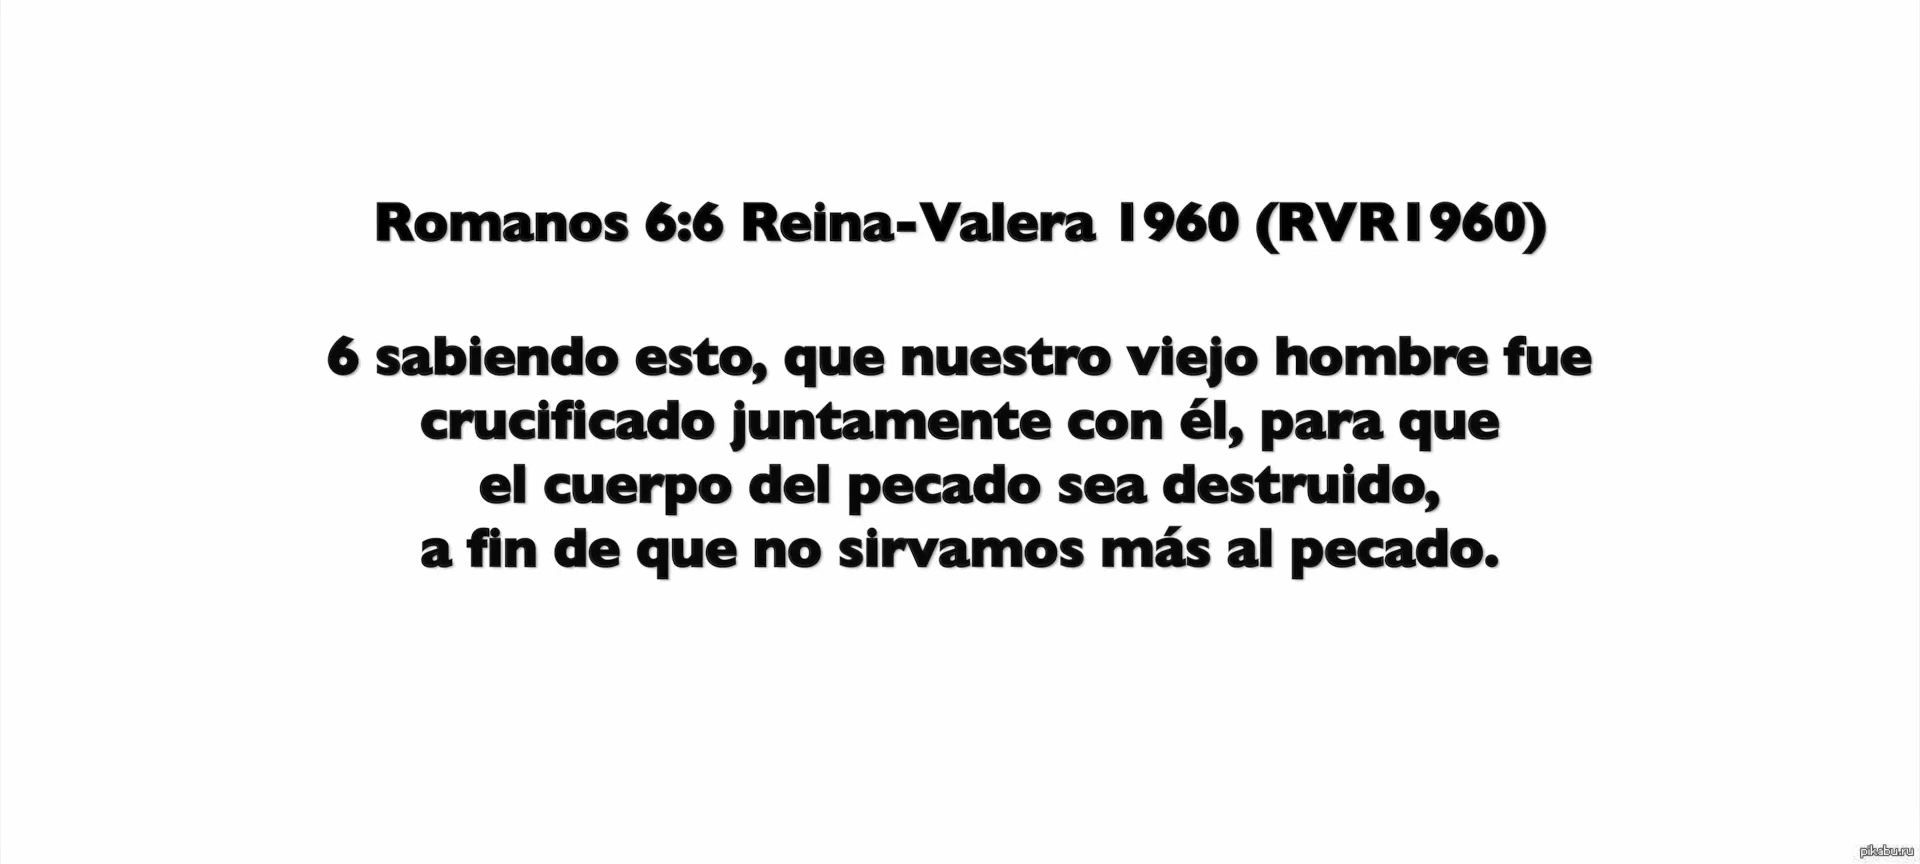 Romanos 6:6 Reina-Valera 1960 (RVR1960)
6 sabiendo esto, que nuestro viejo hombre fue
crucificado juntamente con él, para que
el cuerpo del pecado sea destruido,
a fin de que no sirvamos más al pecado.
piksbu.ru